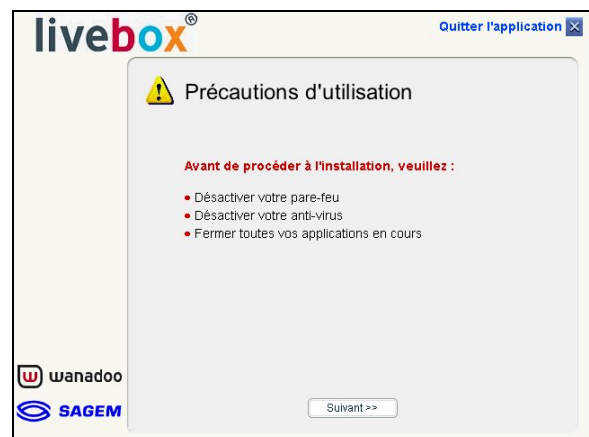 livebox®
Quitter l'application
Précautions d'utilisation
Avant de procéder à l'installation, veuillez :
• Désactiver votre pare-feu
• Désactiver votre anti-virus
• Fermer toutes vos applications en cours
wanadoo
SAGEM
Suivant >>